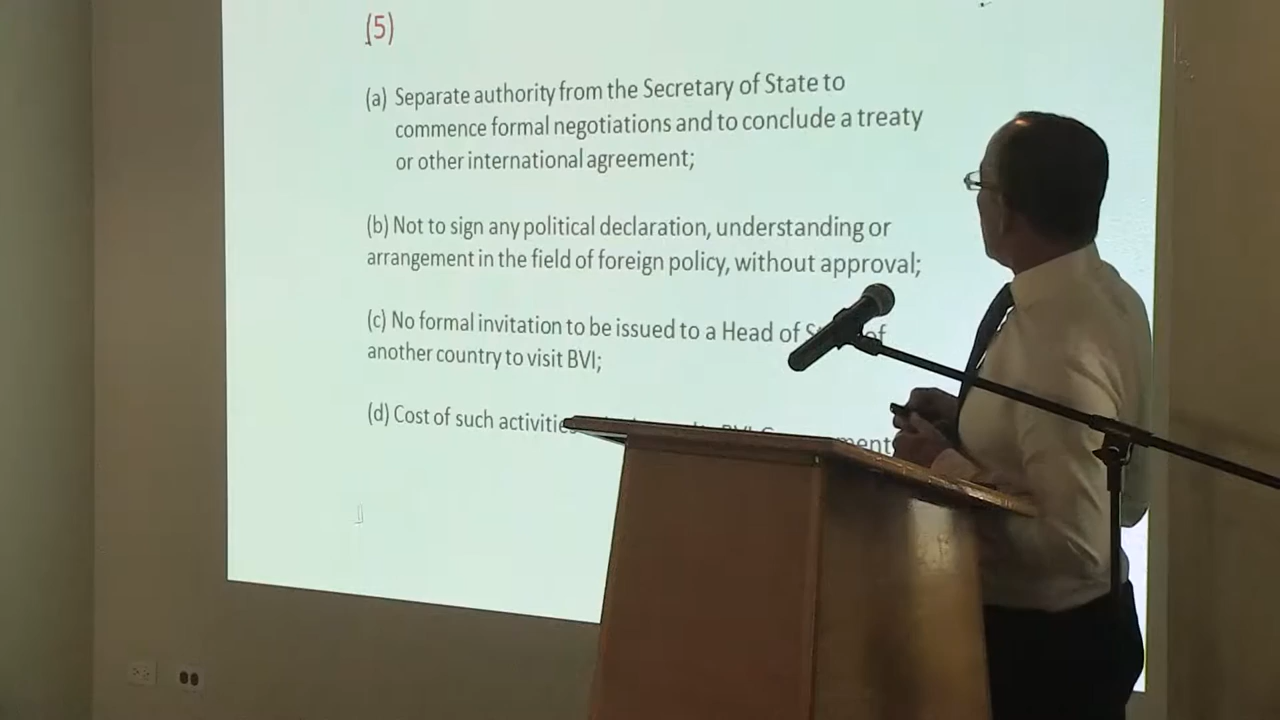 (5)
(a) Separate authority from the Secretary of State to
commence formal negotiations and to conclude a treaty
or other international agreement;
(b) Not to sign any political declaration, understanding or
arrangement in the field of foreign policy, without approval;
(c) No formal invitation to be issued to a Head of of
another country to visit BVI;
(d) Cost of such activities BVI